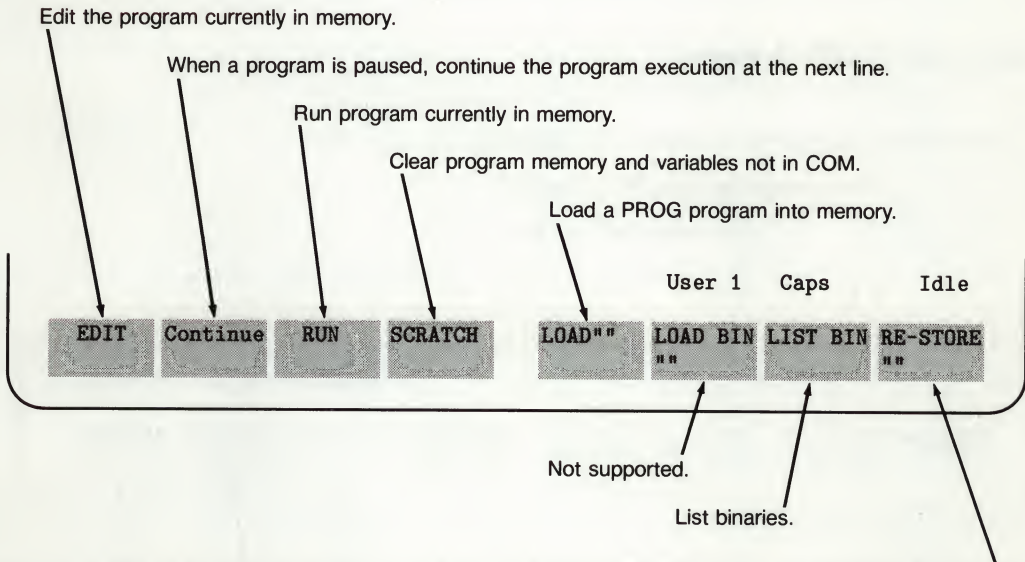 Edit the program currently in memory.
When a program is paused, continue the program execution at the next line.
Run program currently in memory.
Clear program memory and variables not in COM.
Load a PROG program into memory.
User 1 Caps Idle
EDIT Continue RUN SCRATCH LOAD"" LOAD BIN LIST BIN RE-STORE
"" ""
Not supported.
List binaries.